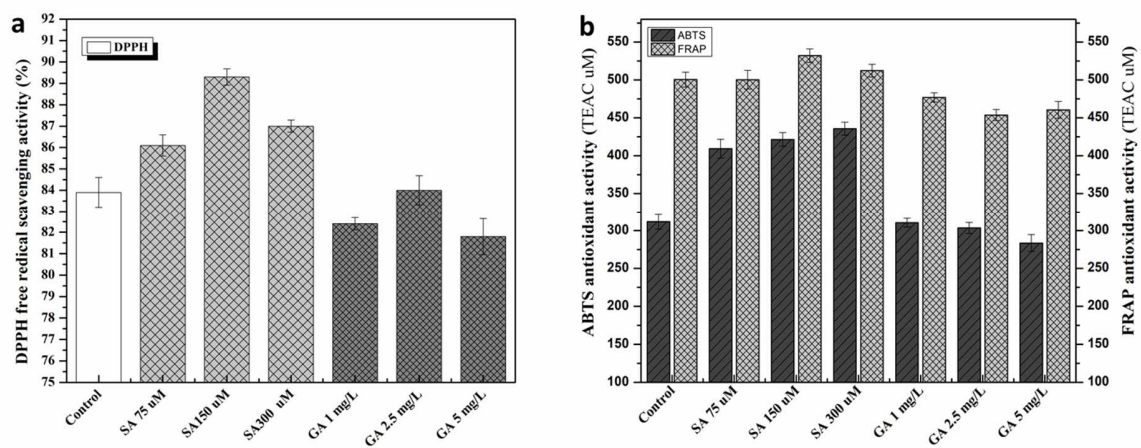 a
DPPH free redical scavenging activity (%)
92
91
90
89
88
87
86
85
84
83
82
81
80
79
78
77
76
75
DPPH
Control
SA 75 uM
SA150 uM
SA300 uM
GA 1 mg/L
GA 2.5 mg/L
GA 5 mg/L
b
ABTS antioxidant activity (TEAC uM)
550
500
450
400
350
300
250
200
150
100
ABTS
FRAP
Control
SA 75 uM
SA 150 uM
SA 300 uM
GA 1 mg/L
GA 2.5 mg/L
GA 5 mg/L
550
500
450
400
350
300
250
200
150
100
FRAP antioxidant activity (TEAC uM)